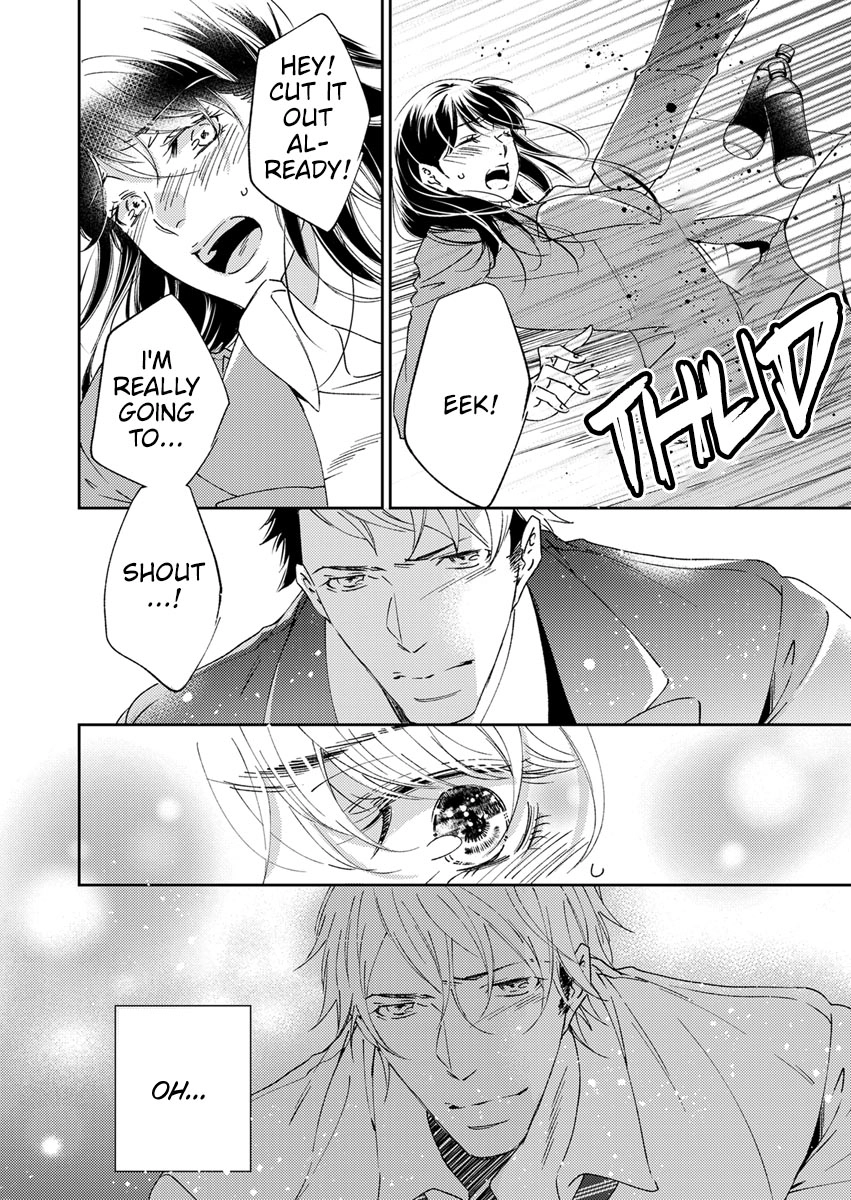 THUD
EEK!
HEY!
CUT IT
OUT
AL-
READY!
I'M
REALLY
GOING
TO...
SHOUT
...!
OH...